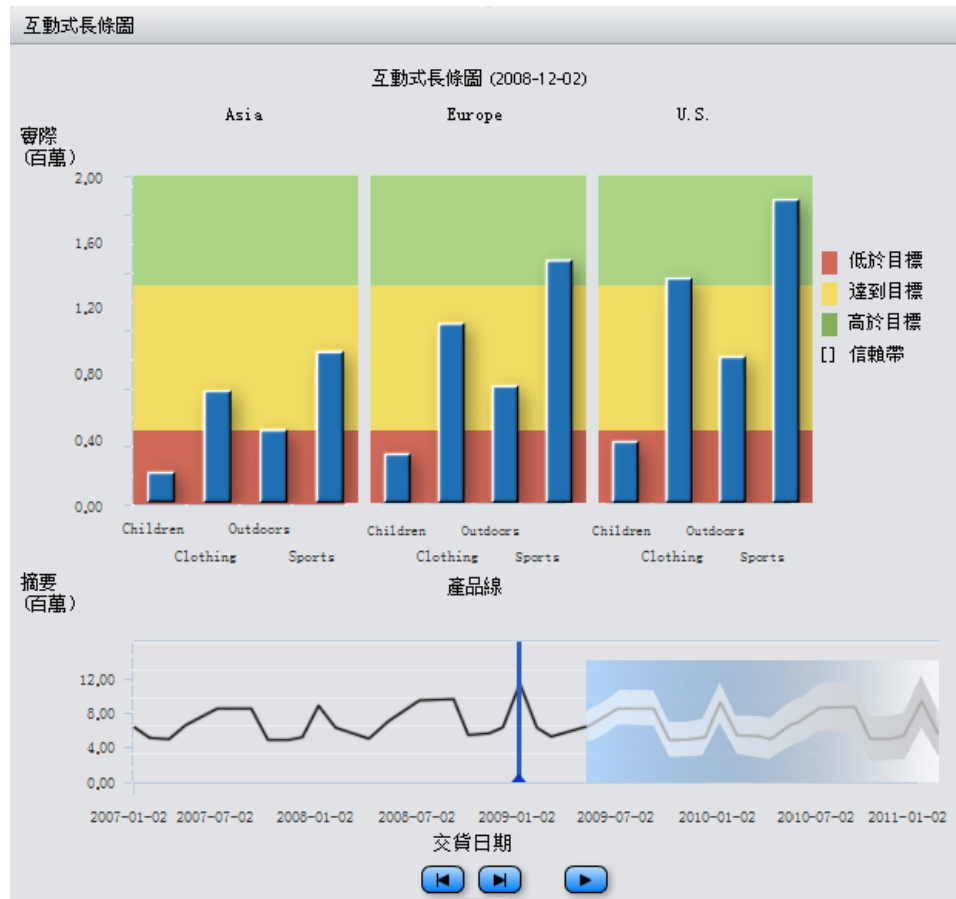 互動式長條圖
互動式長條圖 (2008-12-02)
Asia Europe U.S.
實際
(百萬)
2,00
1,60
1,20
0,80
0,40
0,00
低於目標
達到目標
高於目標
[] 信賴帶
Children Outdoors Children Outdoors Children Outdoors
Clothing Sports Clothing Sports Clothing Sports
產品線
摘要
(百萬)
12,00
8,00
4,00
0,00
2007-01-02 2007-07-02 2008-01-02 2008-07-02 2009-01-02 2009-07-02 2010-01-02 2010-07-02 2011-01-02
交貨日期